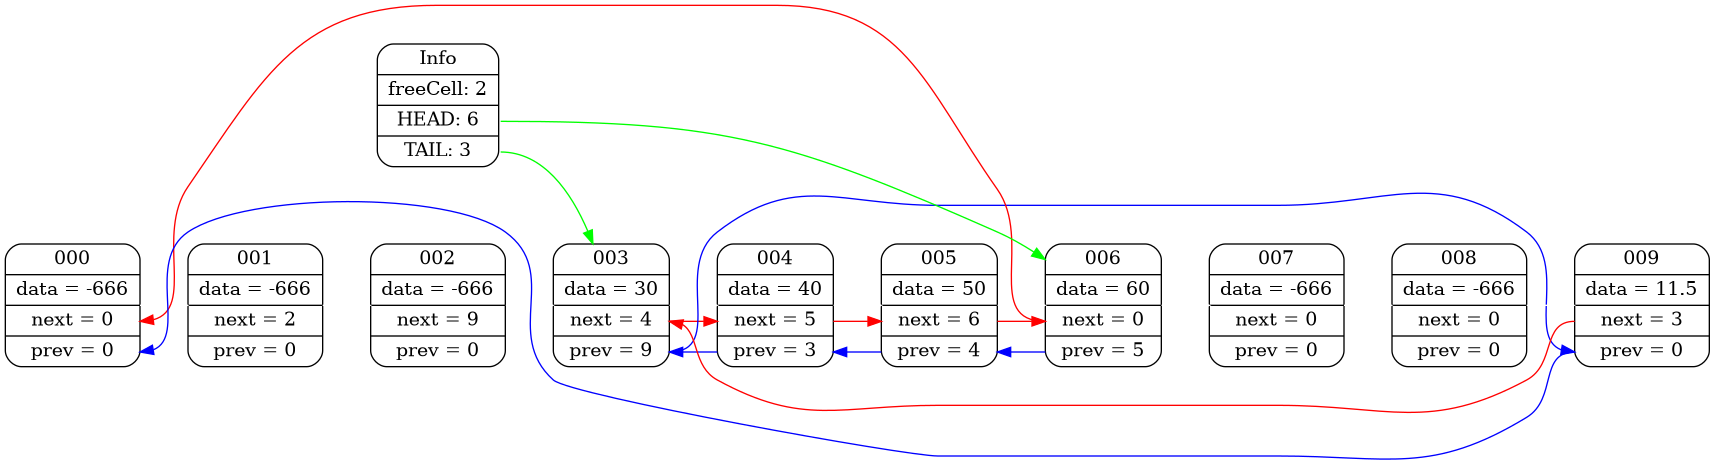 Info
freeCell: 2
HEAD: 6
TAIL: 3
000
data = -666
next = 0
prev = 0
001
data = -666
next = 2
prev = 0
002
data = -666
next = 9
prev = 0
003
data = 30
next = 4
prev = 9
004
data = 40
next = 5
prev = 3
005
data = 50
next = 6
prev = 4
006
data = 60
next = 0
prev = 5
007
data = -666
next = 0
prev = 0
008
data = -666
next = 0
prev = 0
009
data = 11.5
next = 3
prev = 0